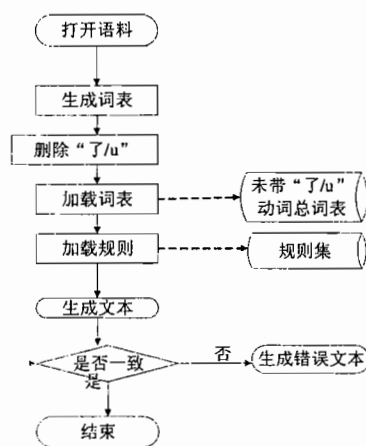 打开语料
生成词表
删除“了/u”
加载词表
未带“了/u”
动词总词表
加载规则
规则集
生成文本
是否一致
否
生成错误文本
是
结束